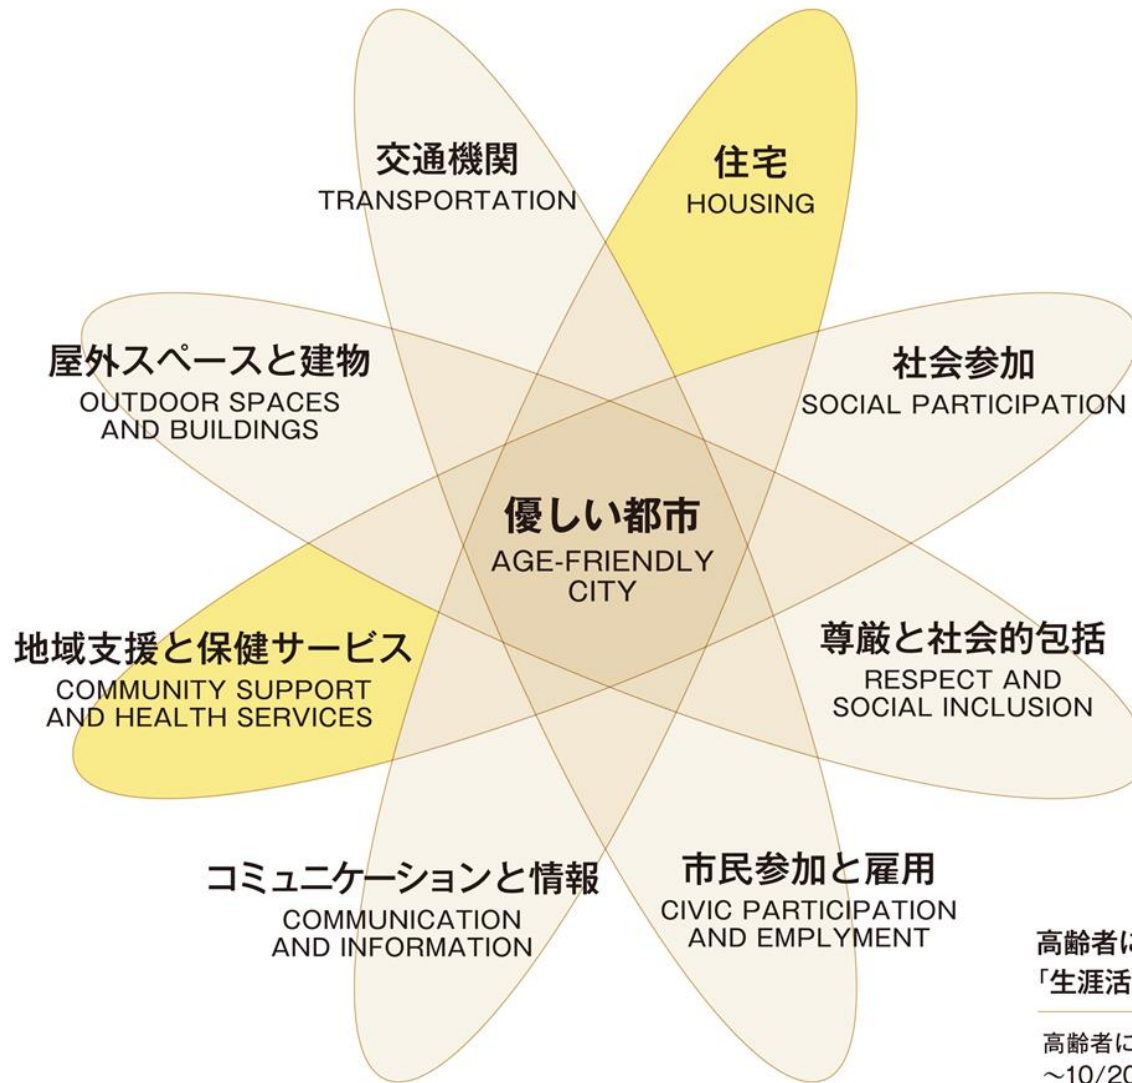 交通機関
TRANSPORTATION
住宅
HOUSING
屋外スペースと建物
OUTDOOR SPACES
AND BUILDINGS
社会参加
SOCIAL PARTICIPATION
優しい都市
AGE-FRIENDLY
CITY
地域支援と保健サービス
COMMUNITY SUPPORT
AND HEALTH SERVICES
尊厳と社会的包括
RESPECT AND
SOCIAL INCLUSION
コミュニケーションと情報
COMMUNICATION
AND INFORMATION
市民参加と雇用
CIVIC PARTICIPATION
AND EMPLYMENT
高齢者に
「生涯活
高齢者に
～10/20